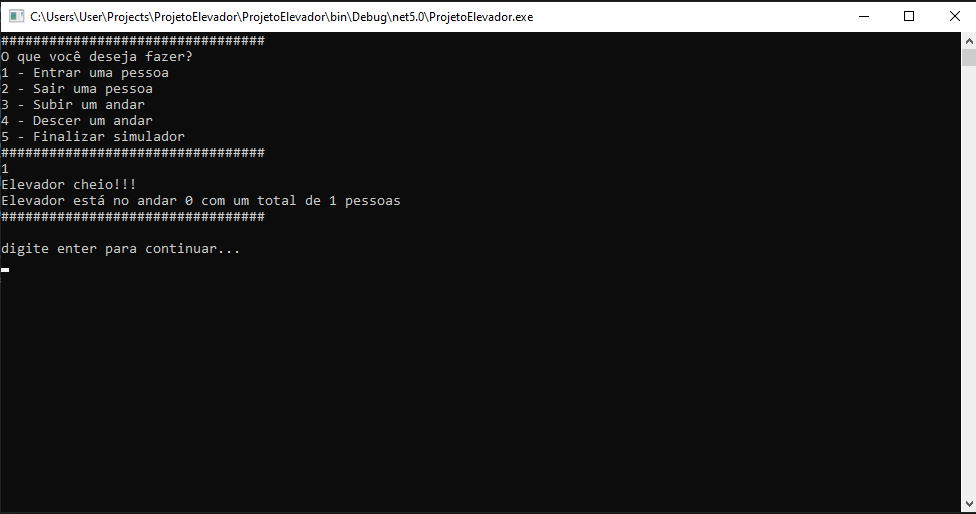 C:\Users\User\Projects\ProjetoElevador\ProjetoElevador\bin\Debug\net5.0\ProjetoElevador.exe
#################################
O que você deseja fazer?
1 - Entrar uma pessoa
2 - Sair uma pessoa
3 - Subir um andar
4 - Descer um andar
5 - Finalizar simulador
#################################
1
Elevador cheio!!!
Elevador está no andar 0 com um total de 1 pessoas
#################################
digite enter para continuar...